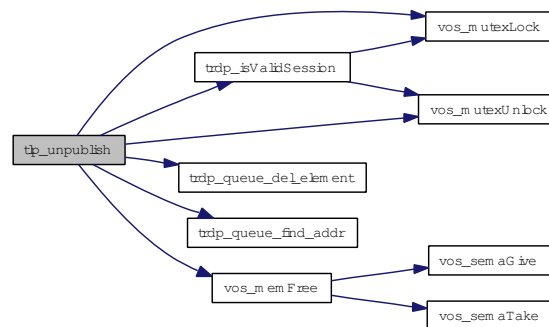 vos_mutexLock
trdp_isValidSession
vos_mutexUnlock
tlp_unpublish
trdp_queue_del_element
trdp_queue_find_addr
vos_semaGive
vos_memFree
vos_semaTake